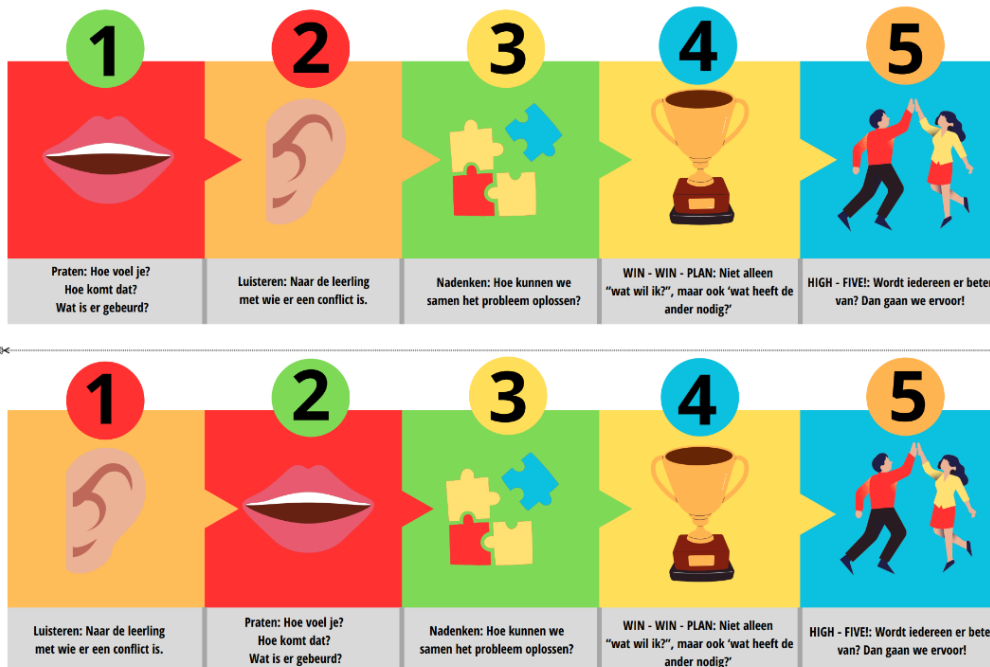 1
2
3
4
5
Praten: Hoe voel je?
Hoe komt dat?
Wat is er gebeurd?
Luisteren: Naar de leerling
met wie er een conflict is.
Nadenken: Hoe kunnen we
samen het probleem oplossen?
WIN - WIN - PLAN: Niet alleen
“wat wil ik?”, maar ook ‘wat heeft de
ander nodig?’
HIGH - FIVE!: Wordt iedereen er
van? Dan gaan we ervoor!
1
2
3
4
5
Luisteren: Naar de leerling
met wie er een conflict is.
Praten: Hoe voel je?
Hoe komt dat?
Wat is er gebeurd?
Nadenken: Hoe kunnen we
samen het probleem oplossen?
WIN - WIN - PLAN: Niet alleen
“wat wil ik?”, maar ook ‘wat heeft de
ander nodig?’
HIGH - FIVE!: Wordt iedereen er
van? Dan gaan we ervoor!